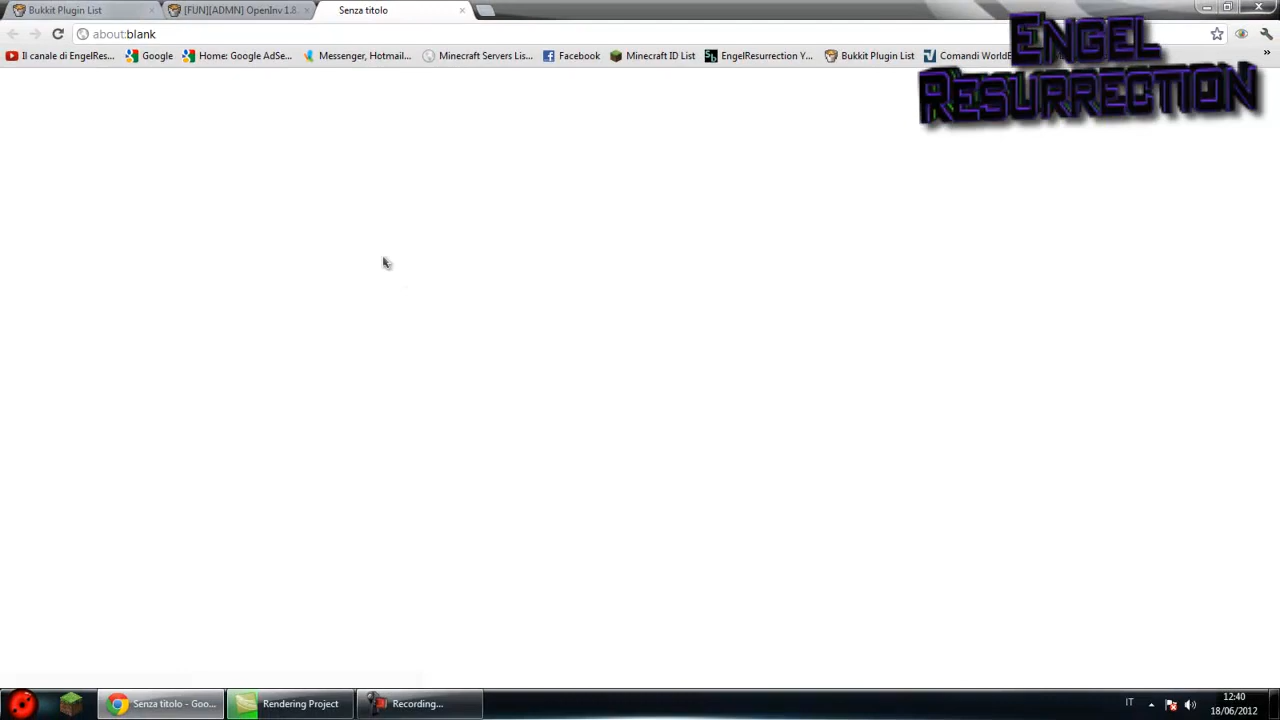 Bukkit Plugin List
[FUN][ADMN] OpenInv 1.8.
Senza titolo
about:blank
Il canale di EngelRes...
Google
Home: Google AdSe...
Messenger, Hotmail...
Minecraft Servers Lis...
Facebook
Minecraft ID List
EngelResurrection Y...
Bukkit Plugin List
Comandi WorldE
Engel
Resurrection
Senza titolo - Goo...
Rendering Project
Recording...
IT
12:40
18/06/2012